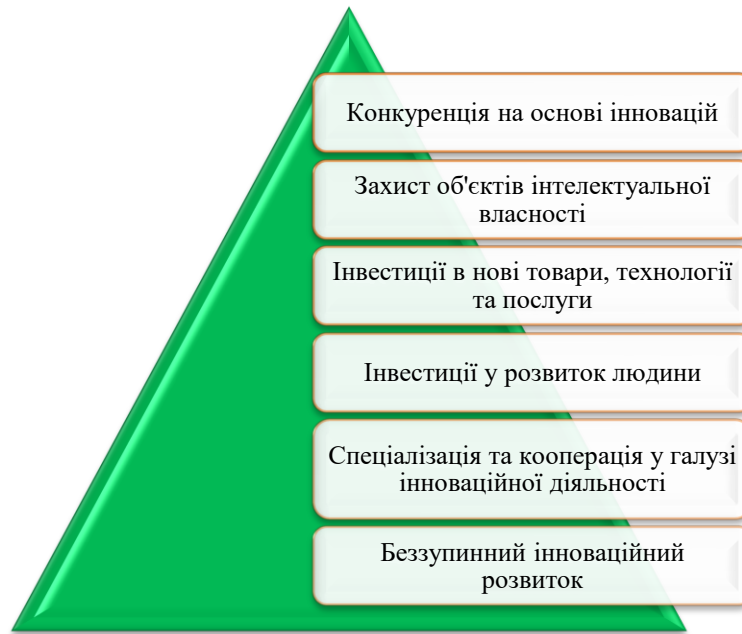 Конкуренція на основі інновацій
Захист об'єктів інтелектуальної
власності
Інвестиції в нові товари, технології
та послуги
Інвестиції у розвиток людини
Спеціалізація та кооперація у галузі
інноваційної діяльності
Беззупинний інноваційний
розвиток